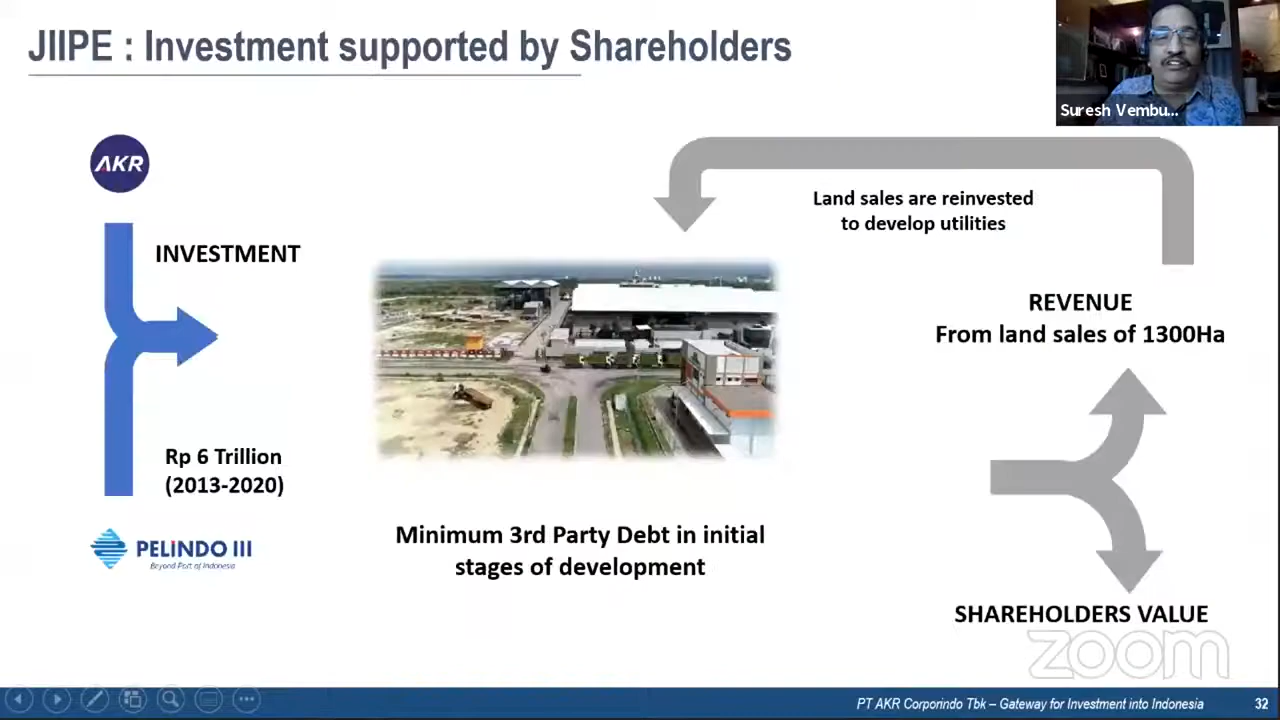 JIIPE : Investment supported by Shareholders
Suresh Vembu...
AKR
Land sales are reinvested
to develop utilities
INVESTMENT
REVENUE
From land sales of 1300Ha
Rp 6 Trillion
(2013-2020)
PELINDO III
Beyond Port of Indonesia
Minimum 3rd Party Debt in initial
stages of development
SHAREHOLDERS VALUE
zoom
PT AKR Corporindo Tbk – Gateway for Investment into Indonesia
32